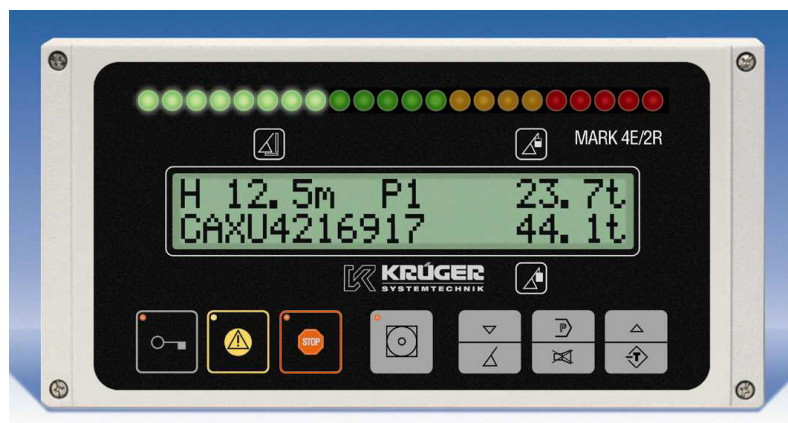 MARK 4E/2R
H 12.5m P1 23.7t
CAXU4216917 44.1t
KRÜGER
SYSTEMTECHNIK
STOP
P
T